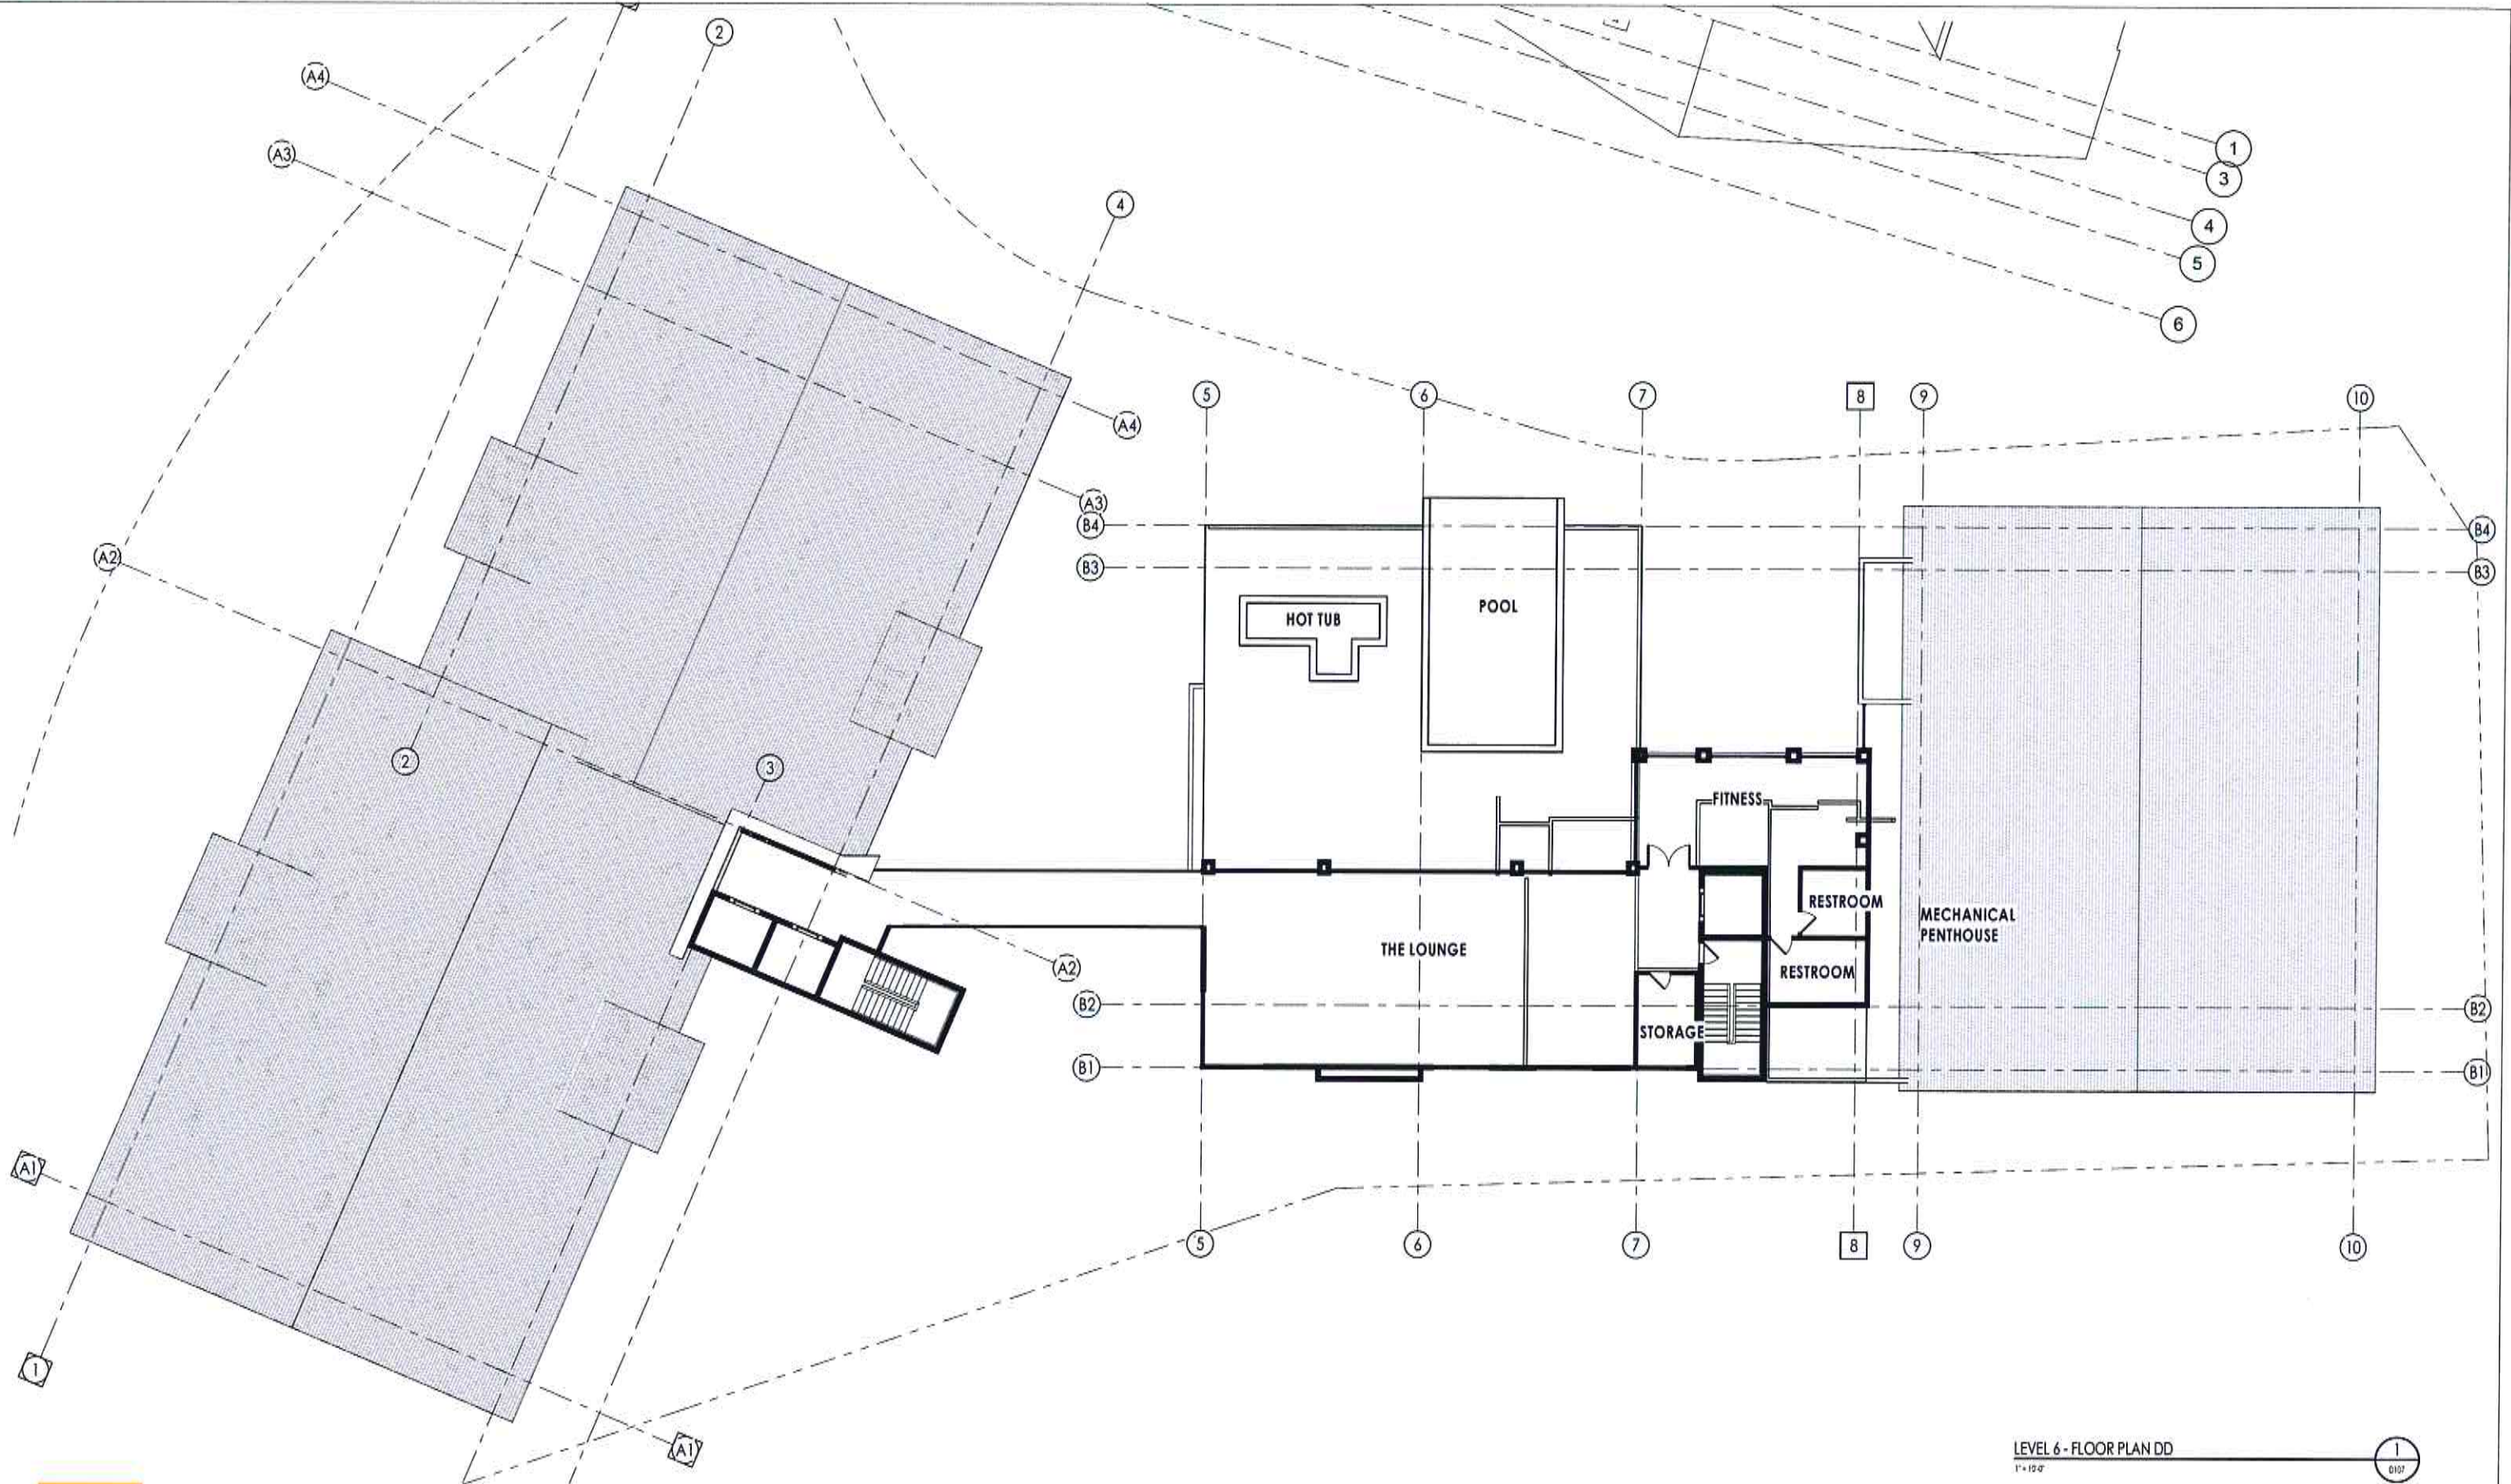 2
A4
A3
1
3
4
5
6
4
5
6
7
8
9
10
A4
A3
B4
B4
B3
B3
A2
HOT TUB
POOL
2
3
FITNESS
RESTROOM
MECHANICAL
PENTHOUSE
THE LOUNGE
A2
RESTROOM
B2
B2
STORAGE
B1
B1
A1
5
6
7
8
9
10
1
A1
LEVEL 6 - FLOOR PLAN DD
1
D107